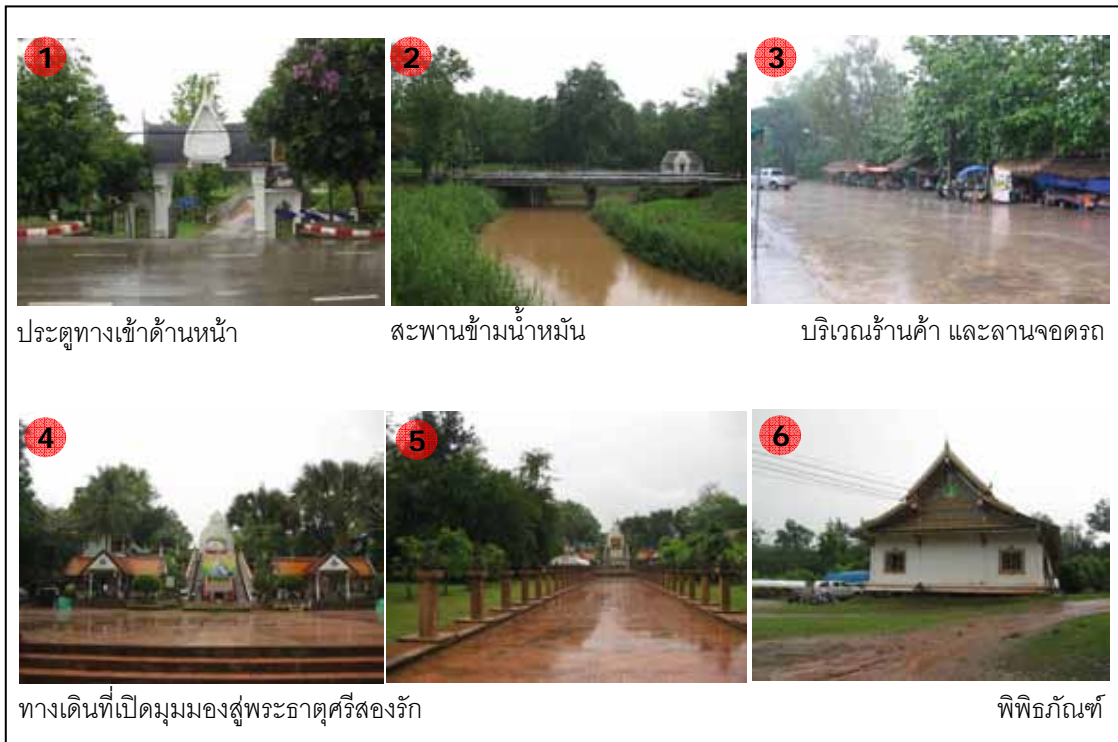 1
2
3
ประตูทางเข้าด้านหน้า
สะพานข้ามน้ำหมัน
บริเวณร้านค้า และลานจอดรถ
4
5
6
ทางเดินที่เปิดมุมมองสู่พระธาตุศรีสองรัก
พิพิธภัณฑ์